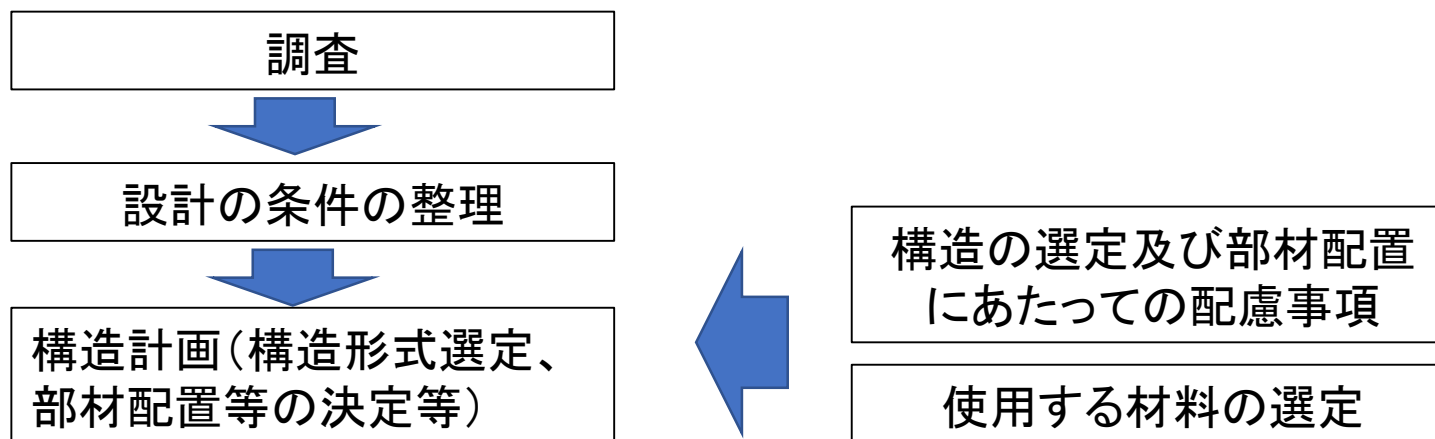 調査
設計の条件の整理
構造計画（構造形式選定、
部材配置等の決定等）
構造の選定及び部材配置
にあたっての配慮事項
使用する材料の選定